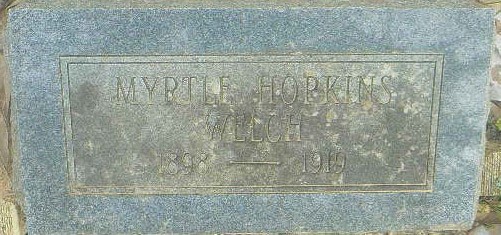 MYRTLE HOPKINS
WELCH
1898 — 1919